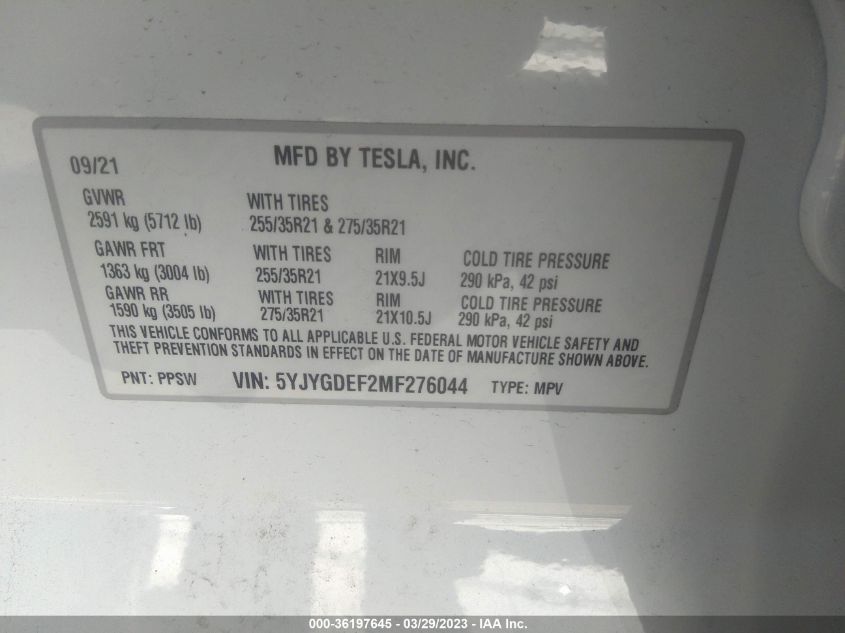 09/21 MFD BY TESLA, INC.
GVWR WITH TIRES
2591 kg (5712 lb) 255/35R21 & 275/35R21
GAWR FRT WITH TIRES RIM COLD TIRE PRESSURE
1363 kg (3004 lb) 255/35R21 21X9.5J 290 kPa, 42 psi
GAWR RR WITH TIRES RIM COLD TIRE PRESSURE
1590 kg (3505 lb) 275/35R21 21X10.5J 290 kPa, 42 psi
THIS VEHICLE CONFORMS TO ALL APPLICABLE U.S. FEDERAL MOTOR VEHICLE SAFETY AND
THEFT PREVENTION STANDARDS IN EFFECT ON THE DATE OF MANUFACTURE SHOWN ABOVE.
PNT: PPSW VIN: 5YJYGDEF2MF276044 TYPE: MPV
000-36197645 - 03/29/2023 - IAA Inc.